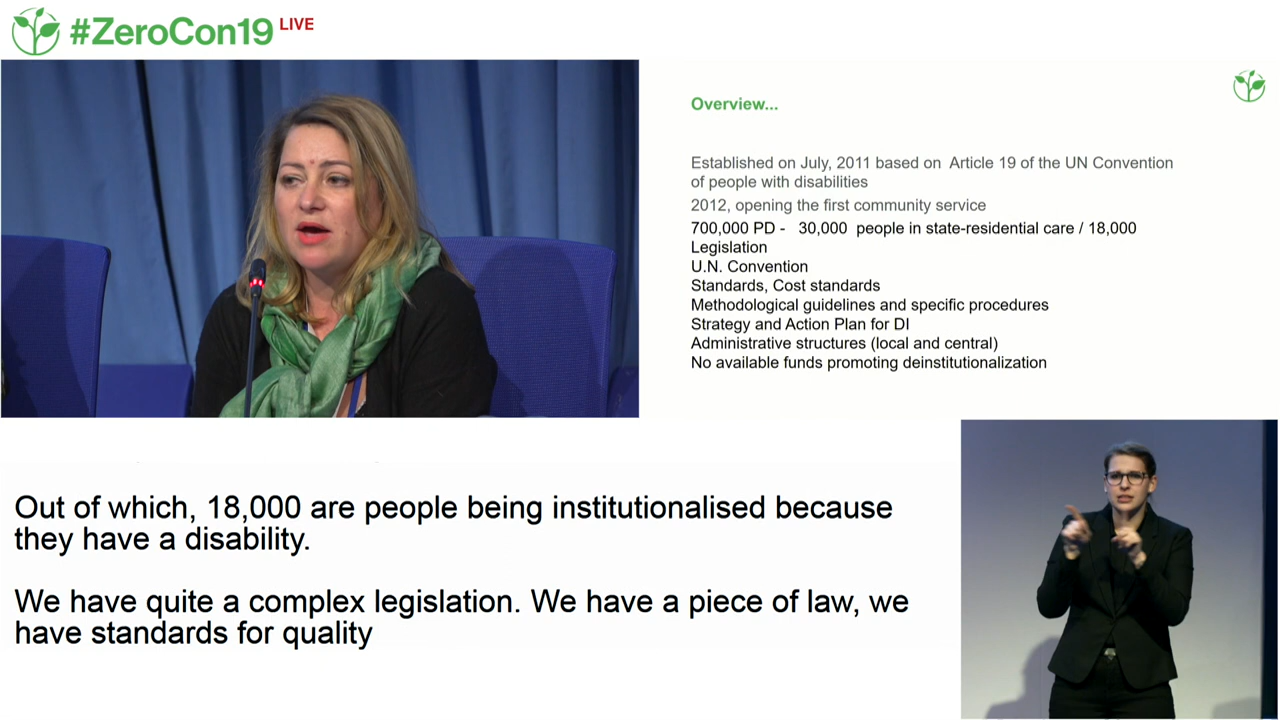 #ZeroCon19 LIVE
Overview...
Established on July, 2011 based on Article 19 of the UN Convention
of people with disabilities
2012, opening the first community service
700,000 PD - 30,000 people in state-residential care / 18,000
Legislation
U.N. Convention
Standards, Cost standards
Methodological guidelines and specific procedures
Strategy and Action Plan for DI
Administrative structures (local and central)
No available funds promoting deinstitutionalization
Out of which, 18,000 are people being institutionalised because
they have a disability.
We have quite a complex legislation. We have a piece of law, we
have standards for quality